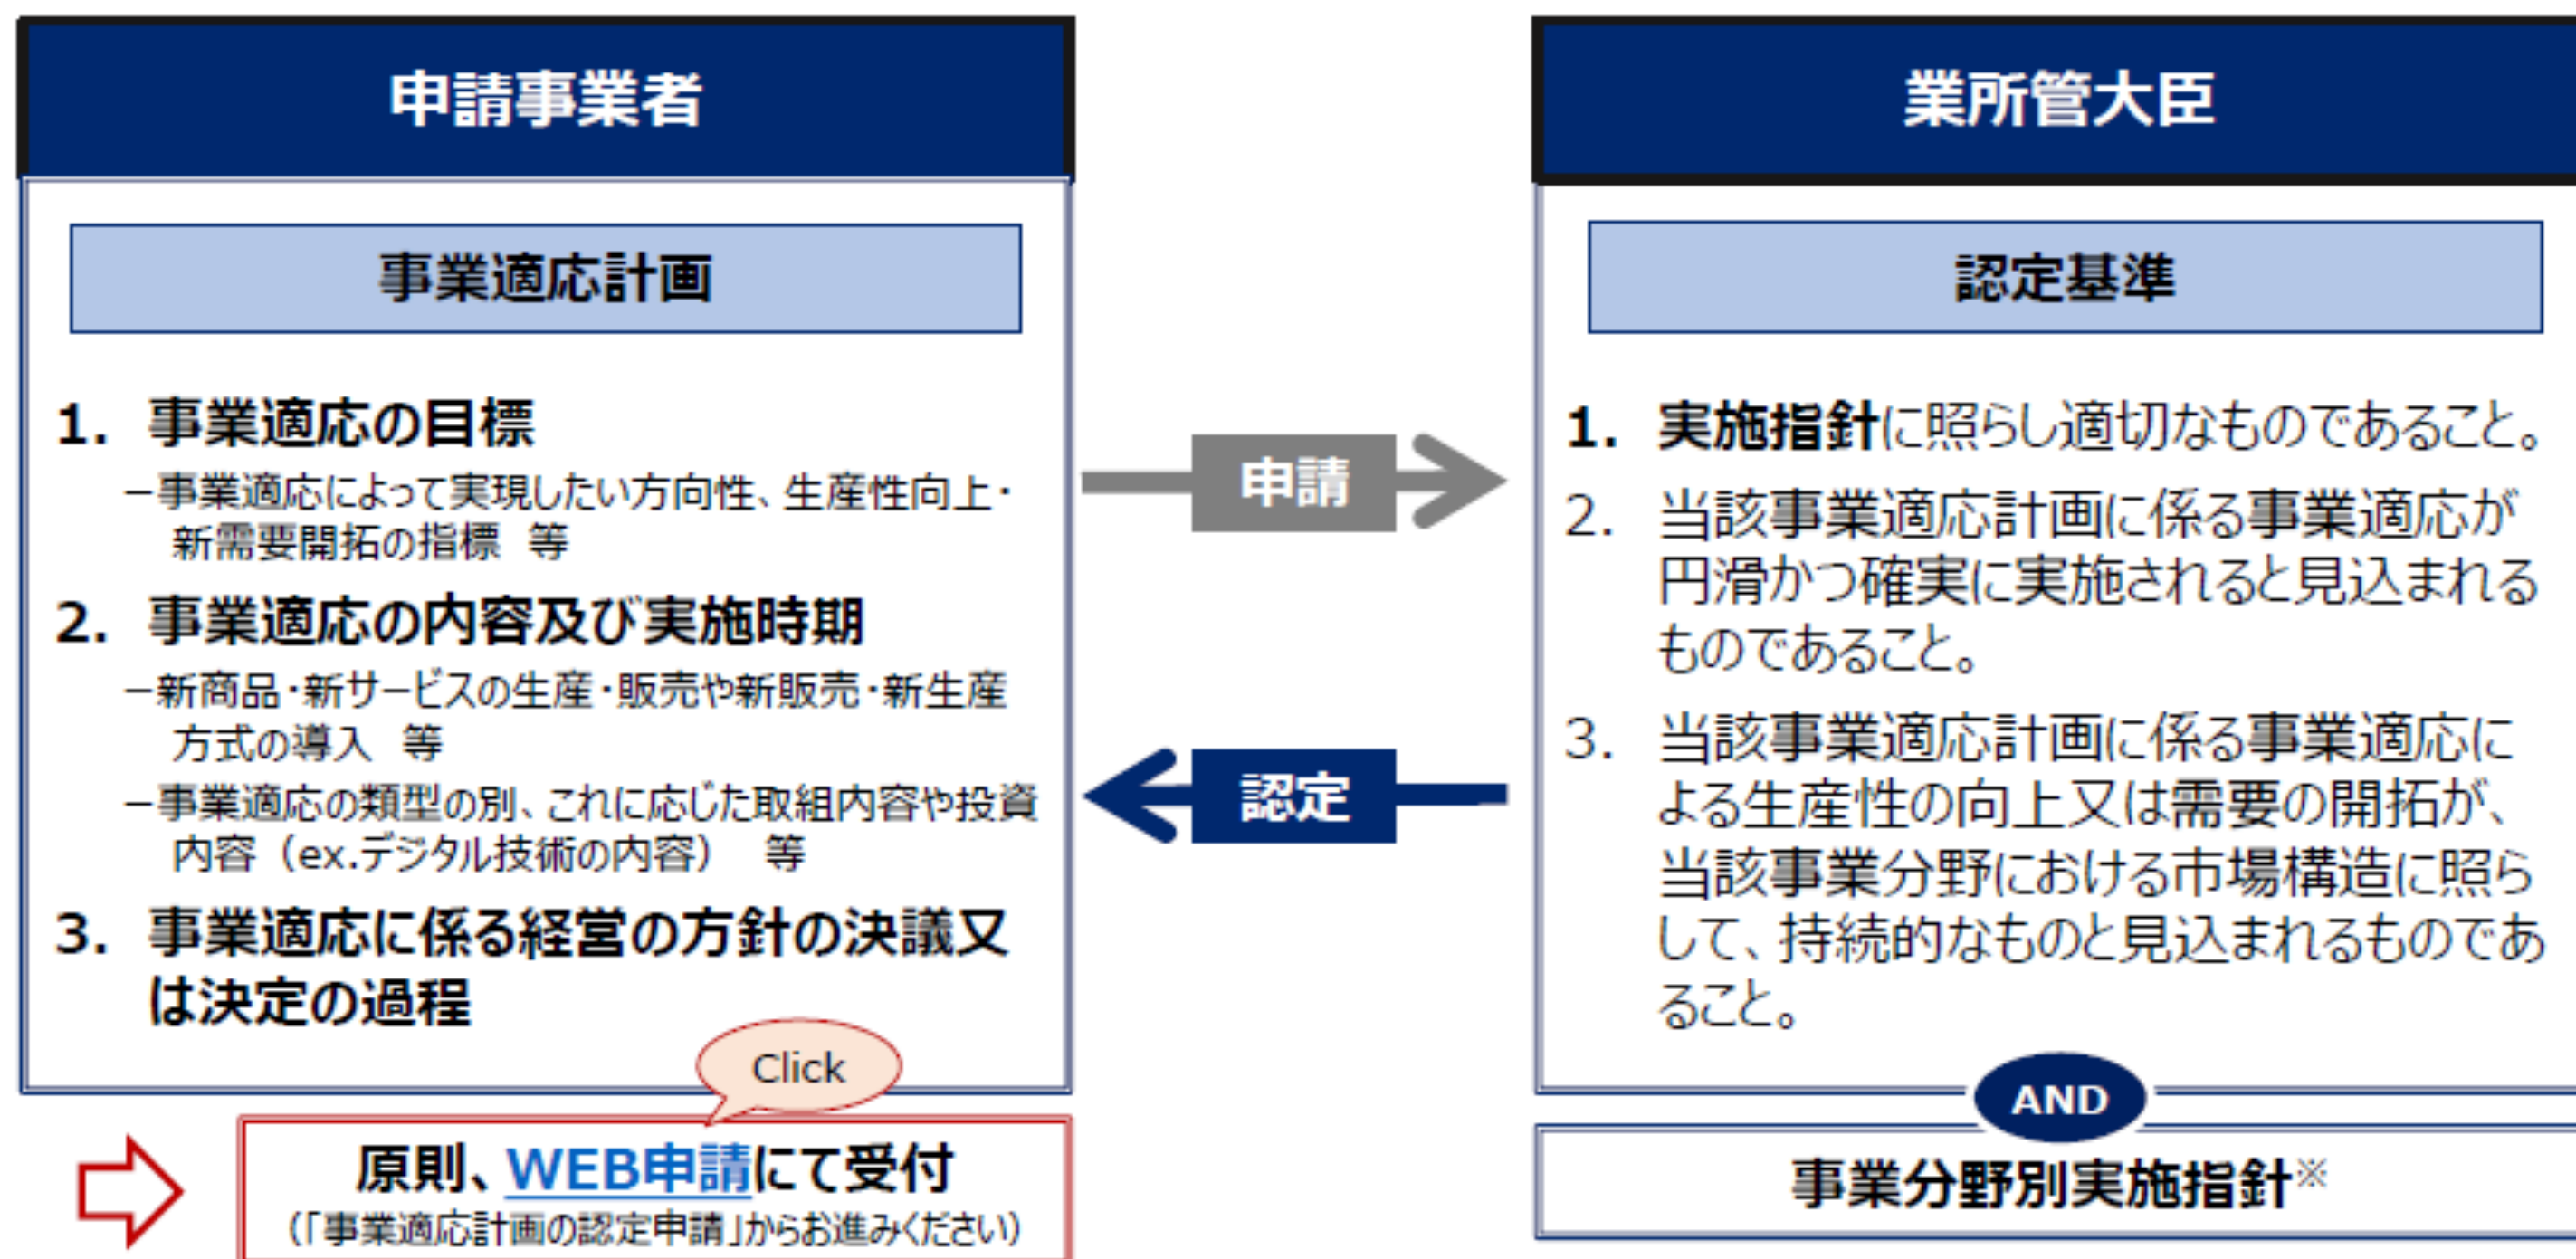 申請事業者
事業適応計画
1. 事業適応の目標
－事業適応によって実現したい方向性、生産性向上・
新需要開拓の指標 等
2. 事業適応の内容及び実施時期
－新商品・新サービスの生産・販売や新販売・新生産
方式の導入 等
－事業適応の類型の別、これに応じた取組内容や投資
内容（ex.デジタル技術の内容） 等
3. 事業適応に係る経営の方針の決議又
は決定の過程
Click
原則、WEB申請にて受付
（「事業適応計画の認定申請」からお進みください）
申請
認定
業所管大臣
認定基準
1. 実施指針に照らし適切なものであること。
2. 当該事業適応計画に係る事業適応が
円滑かつ確実に実施されると見込まれる
ものであること。
3. 当該事業適応計画に係る事業適応に
よる生産性の向上又は需要の開拓が、
当該事業分野における市場構造に照ら
して、持続的なものと見込まれるものであ
ること。
AND
事業分野別実施指針※